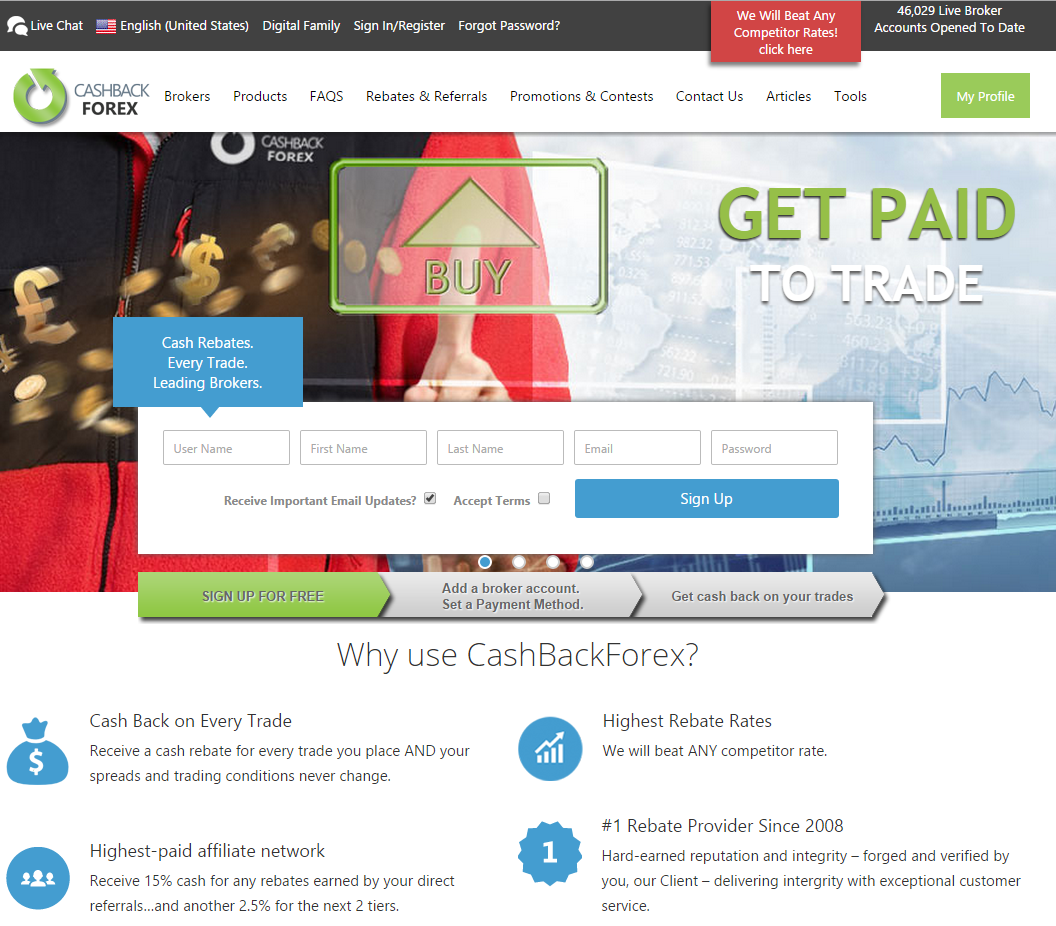 Live Chat
English (United States)
Digital Family
Sign In/Register
Forgot Password?
We Will Beat Any
Competitor Rates!
click here
46,029 Live Broker
Accounts Opened To Date
CASHBACK
FOREX
Brokers
Products
FAQS
Rebates & Referrals
Promotions & Contests
Contact Us
Articles
Tools
My Profile
CASHBACK
FOREX
BUY
GET PAID
TO TRADE
Cash Rebates.
Every Trade.
Leading Brokers.
User Name
First Name
Last Name
Email
Password
Receive Important Email Updates?
Accept Terms
Sign Up
SIGN UP FOR FREE
Add a broker account.
Set a Payment Method.
Get cash back on your trades
Why use CashBackForex?
Cash Back on Every Trade
Receive a cash rebate for every trade you place AND your
spreads and trading conditions never change.
Highest Rebate Rates
We will beat ANY competitor rate.
Highest-paid affiliate network
Receive 15% cash for any rebates earned by your direct
referrals...and another 2.5% for the next 2 tiers.
1
#1 Rebate Provider Since 2008
Hard-earned reputation and integrity – forged and verified by
you, our Client – delivering intergrity with exceptional customer
service.